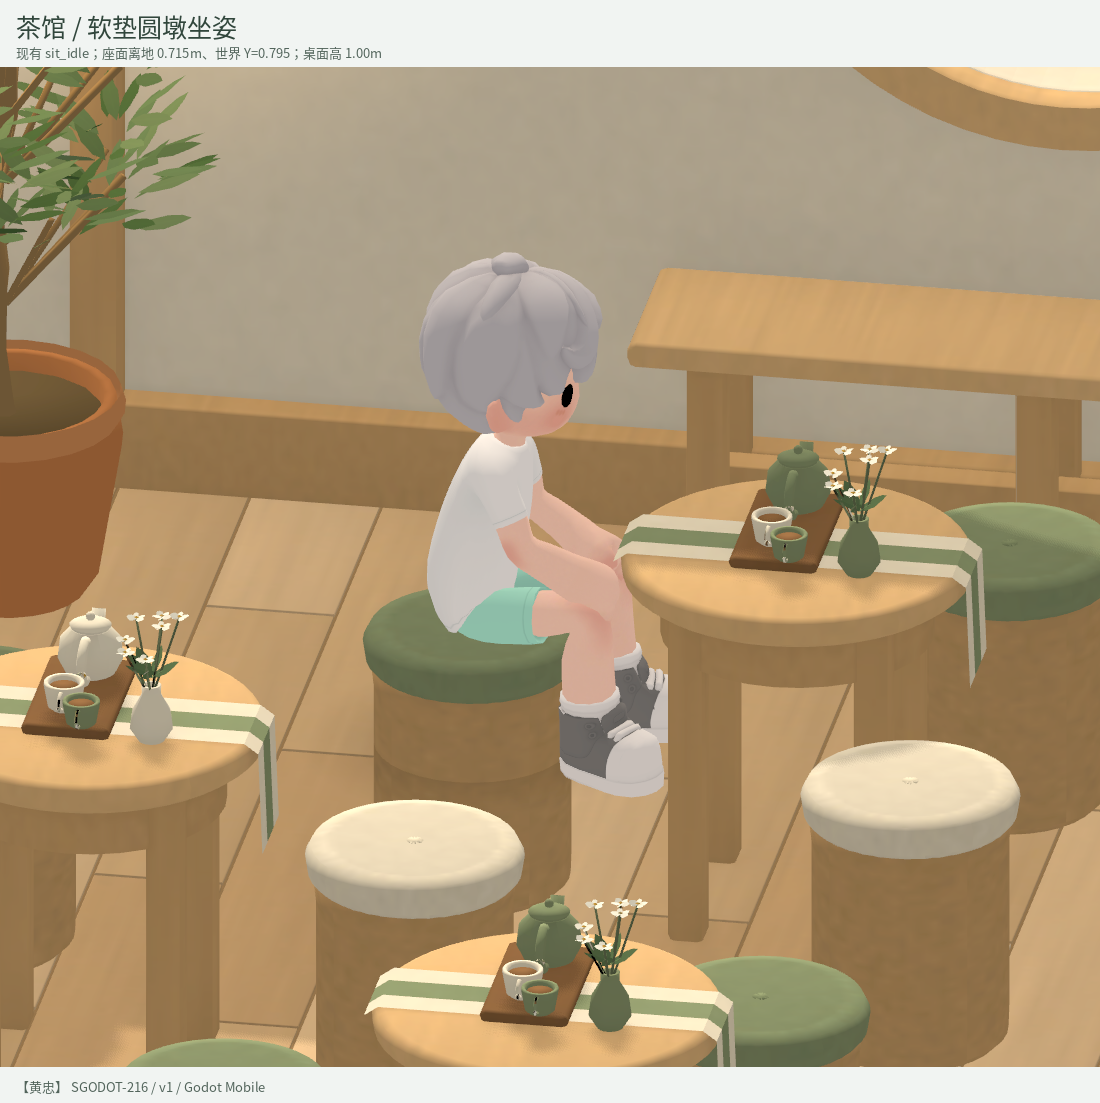 茶馆 / 软垫圆墩坐姿
现有 sit_idle；座面离地 0.715m、世界 Y=0.795；桌面高 1.00m
【黄忠】 SGODOT-216 / v1 / Godot Mobile